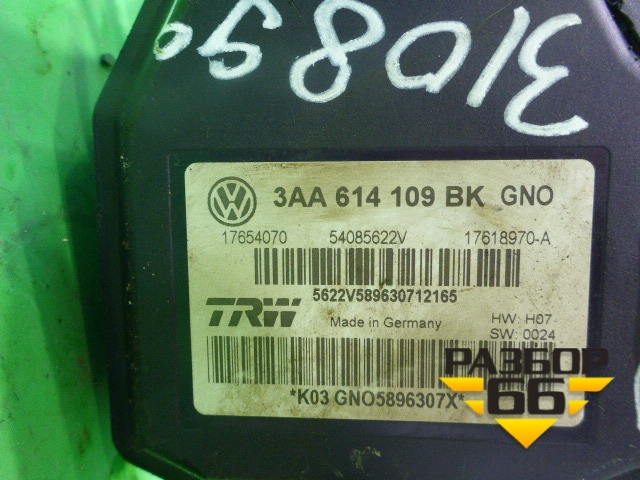 31089
3AA 614 109 BK GNO
17654070 54085622V 17618970-A
5622V589630712165
TRW Made in Germany HW: H07
SW: 0024
*K03 GNO5896307X*
РАЗБОР
66